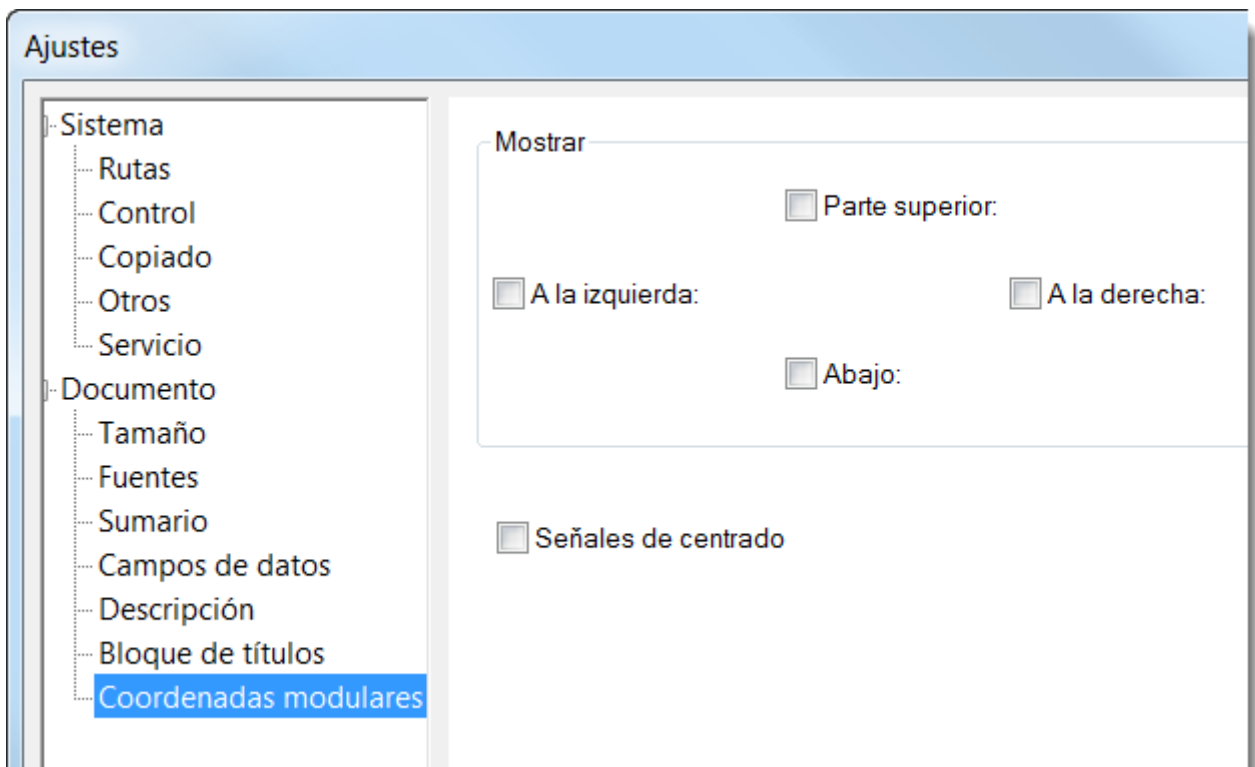 Ajustes
Sistema
Rutas
Control
Copiado
Otros
Servicio
Documento
Tamaño
Fuentes
Sumario
Campos de datos
Descripción
Bloque de títulos
Coordenadas modulares
Mostrar
Parte superior:
A la izquierda:
A la derecha:
Abajo:
Seňales de centrado